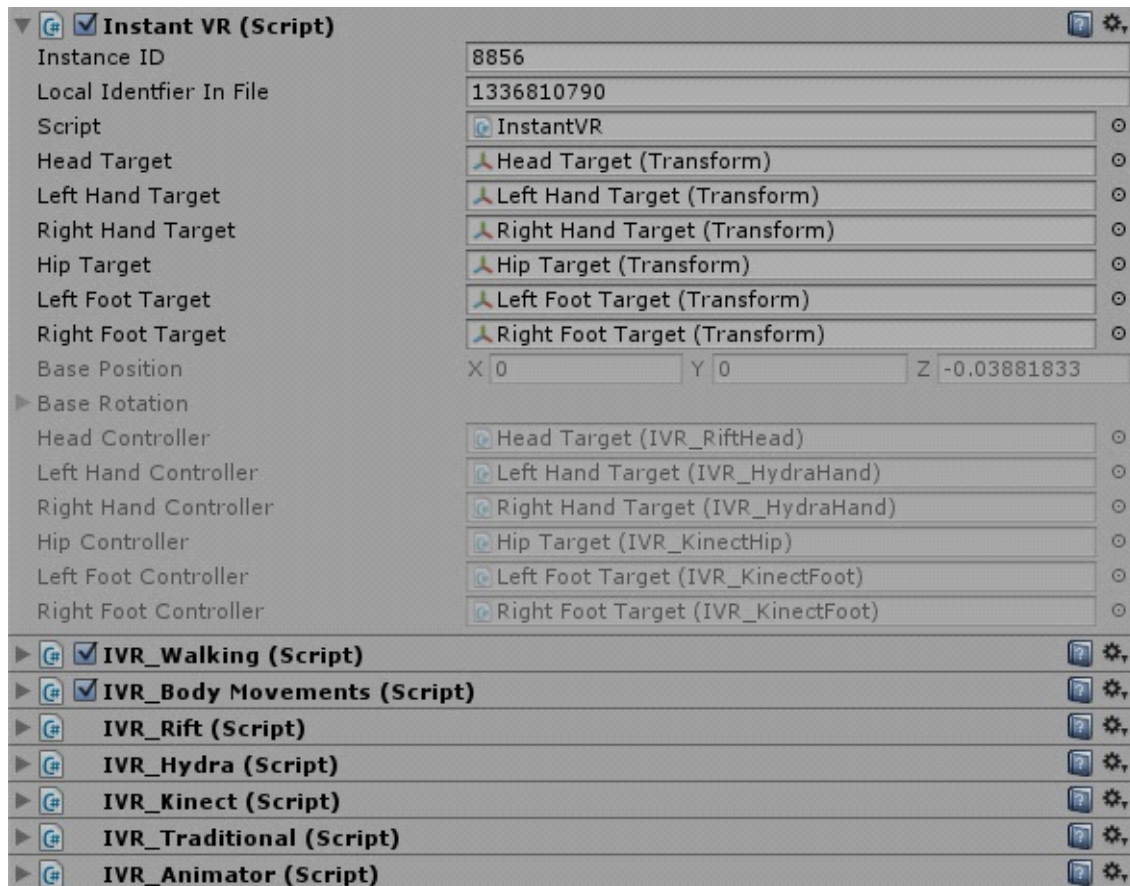 Instant VR (Script)
Instance ID 8856
Local Identfier In File 1336810790
Script InstantVR
Head Target Head Target (Transform)
Left Hand Target Left Hand Target (Transform)
Right Hand Target Right Hand Target (Transform)
Hip Target Hip Target (Transform)
Left Foot Target Left Foot Target (Transform)
Right Foot Target Right Foot Target (Transform)
Base Position X 0 Y 0 Z -0.03881833
Base Rotation
Head Controller Head Target (IVR_RiftHead)
Left Hand Controller Left Hand Target (IVR_HydraHand)
Right Hand Controller Right Hand Target (IVR_HydraHand)
Hip Controller Hip Target (IVR_KinectHip)
Left Foot Controller Left Foot Target (IVR_KinectFoot)
Right Foot Controller Right Foot Target (IVR_KinectFoot)
IVR_Walking (Script)
IVR_Body Movements (Script)
IVR_Rift (Script)
IVR_Hydra (Script)
IVR_Kinect (Script)
IVR_Traditional (Script)
IVR_Animator (Script)